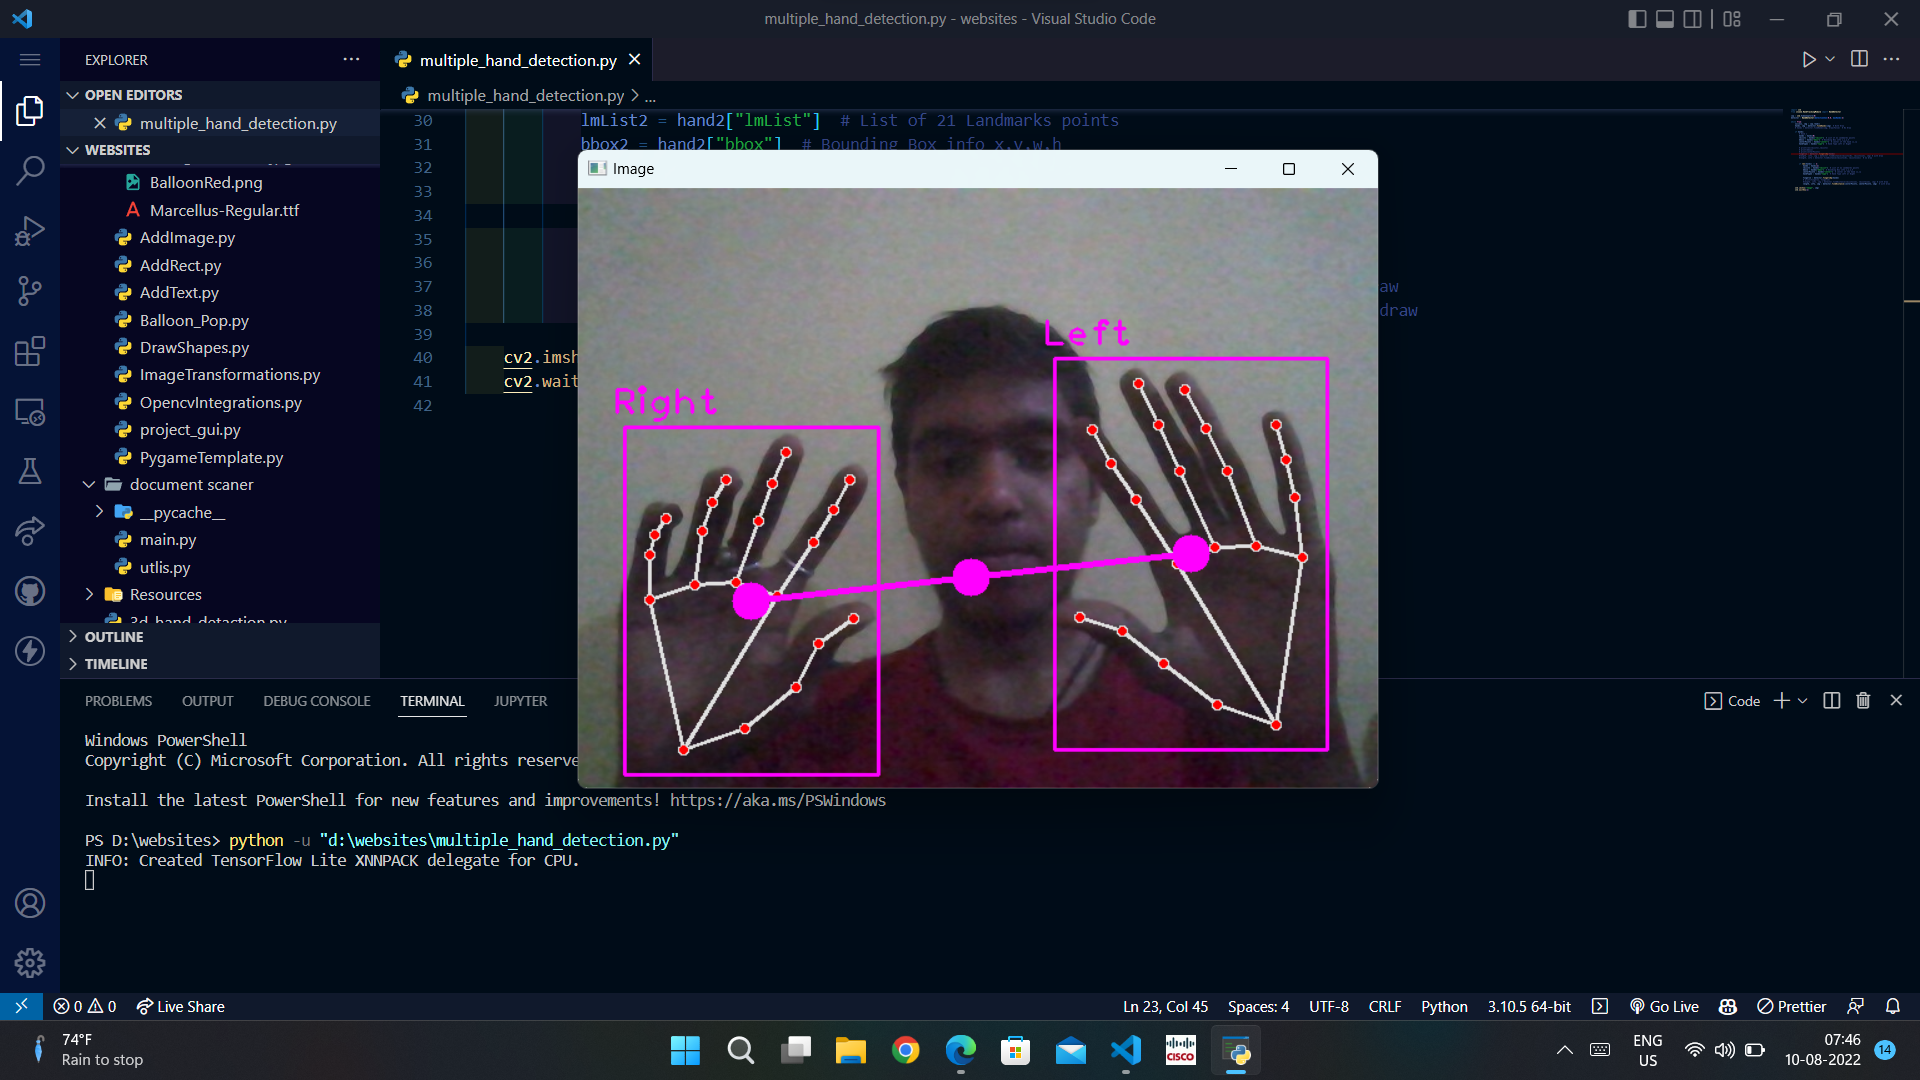 multiple_hand_detection.py - websites - Visual Studio Code
EXPLORER
multiple_hand_detection.py
OPEN EDITORS
multiple_hand_detection.py > ...
multiple_hand_detection.py
WEBSITES
BalloonRed.png
Marcellus-Regular.ttf
AddImage.py
AddRect.py
AddText.py
Balloon_Pop.py
DrawShapes.py
ImageTransformations.py
OpencvIntegrations.py
project_gui.py
PygameTemplate.py
document scaner
__pycache__
main.py
utlis.py
Resources
3d_hand_detaction.py
OUTLINE
TIMELINE
30 lmList2 = hand2["lmList"]  # List of 21 Landmarks points
31 bbox2 = hand2["bbox"]  # Bounding Box info x,y,w,h
32
33
34
35
36
37 aw
38 draw
39
40 cv2.imsh
41 cv2.wait
42
Image
Left
Right
PROBLEMS OUTPUT DEBUG CONSOLE TERMINAL JUPYTER
Code
Windows PowerShell
Copyright (C) Microsoft Corporation. All rights reserve
Install the latest PowerShell for new features and improvements! https://aka.ms/PSWindows
PS D:\websites> python -u "d:\websites\multiple_hand_detection.py"
INFO: Created TensorFlow Lite XNNPACK delegate for CPU.
0 0 Live Share
Ln 23, Col 45 Spaces: 4 UTF-8 CRLF Python 3.10.5 64-bit Go Live Prettier
74°F
Rain to stop
CISCO
ENG
US
07:46
10-08-2022
14